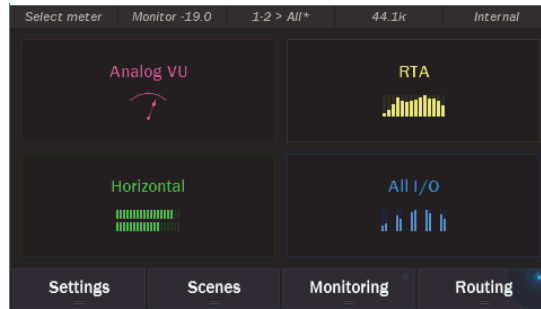 Select meter Monitor -19.0 1-2 > All* 44.1k Internal
Analog VU RTA
Horizontal All I/O
Settings Scenes Monitoring Routing